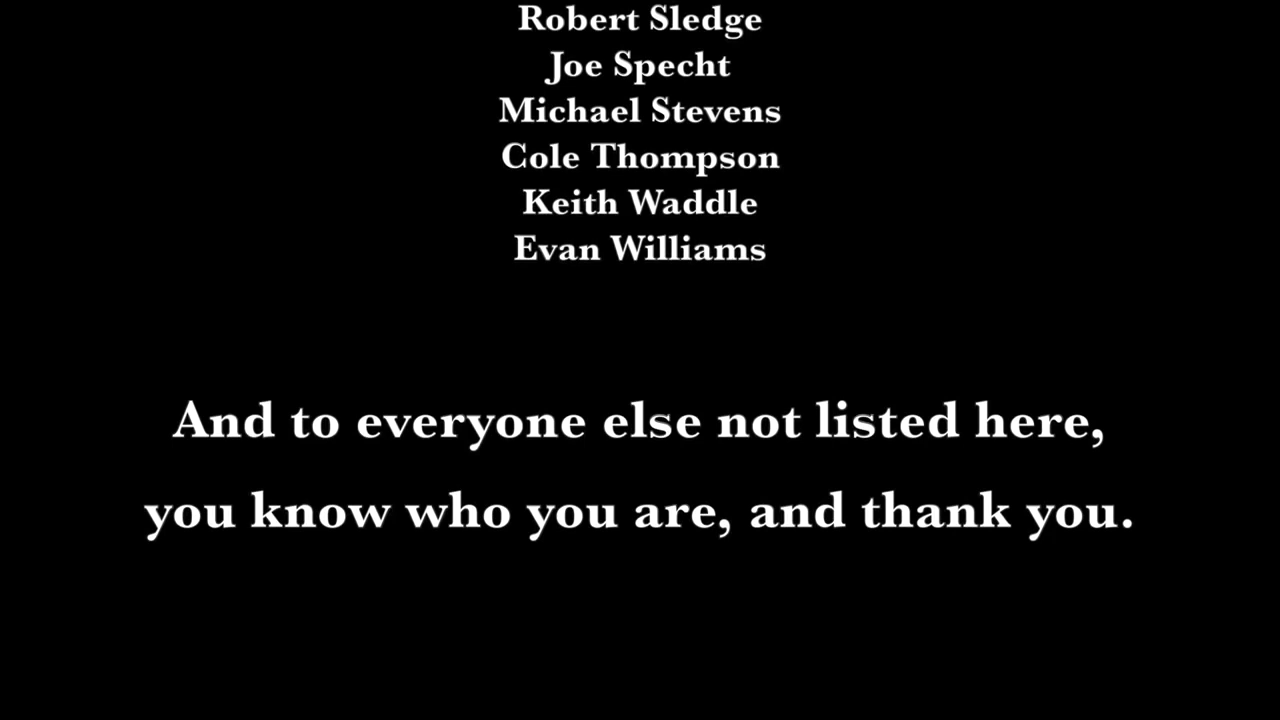 Robert Sledge
Joe Specht
Michael Stevens
Cole Thompson
Keith Waddle
Evan Williams
And to everyone else not listed here,
you know who you are, and thank you.